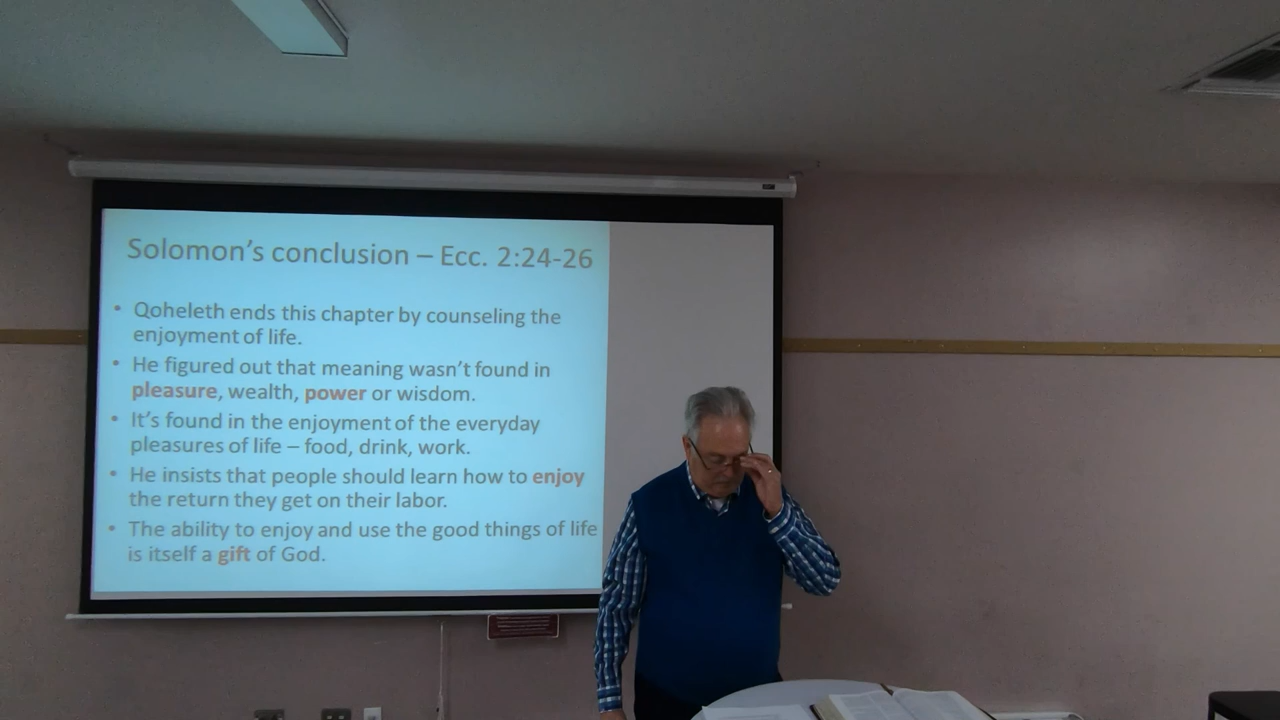 Solomon's conclusion – Ecc. 2:24-26
• Qoheleth ends this chapter by counseling the
enjoyment of life.
• He figured out that meaning wasn't found in
pleasure, wealth, power or wisdom.
• It's found in the enjoyment of the everyday
pleasures of life – food, drink, work.
• He insists that people should learn how to enjoy
the return they get on their labor.
• The ability to enjoy and use the good things of life
is itself a gift of God.